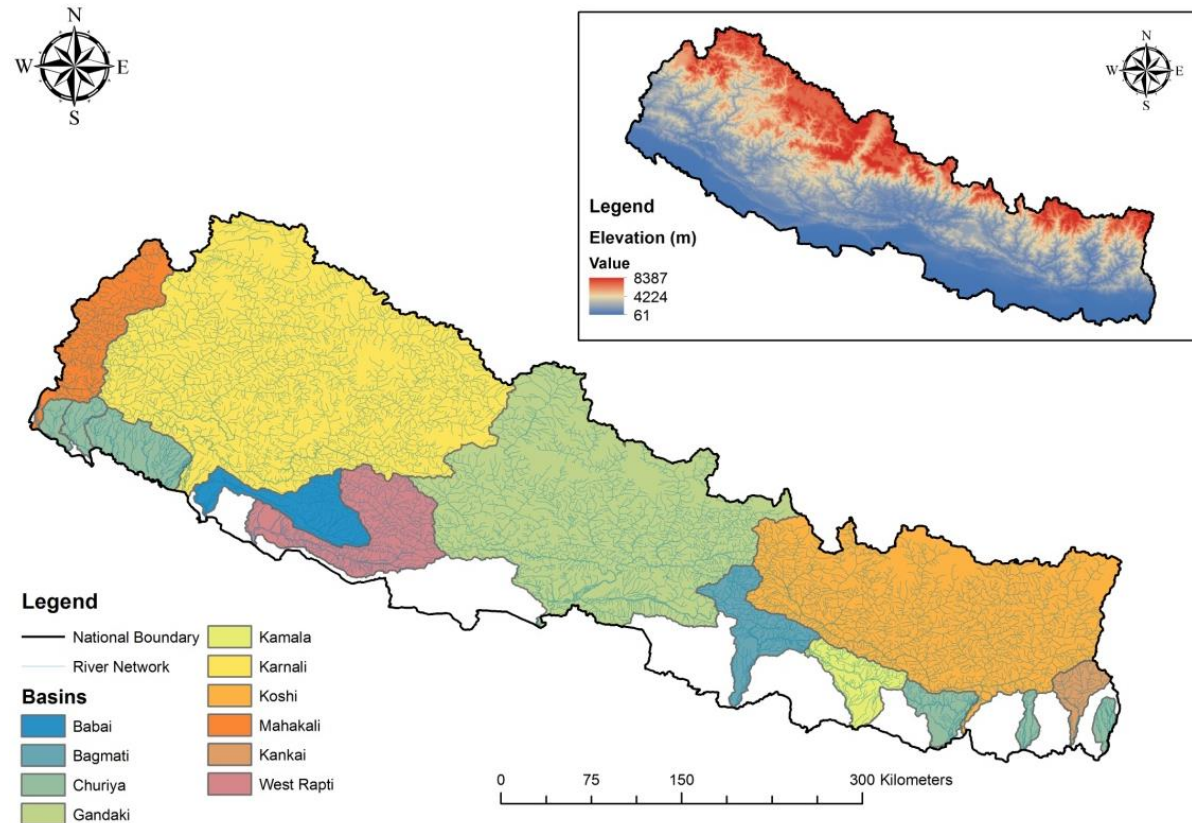 N
W E
S
N
W E
S
Legend
Elevation (m)
Value
8387
4224
61
Legend
National Boundary
River Network
Basins
Babai
Bagmati
Churiya
Gandaki
Kamala
Karnali
Koshi
Mahakali
Kankai
West Rapti
0 75 150 300 Kilometers